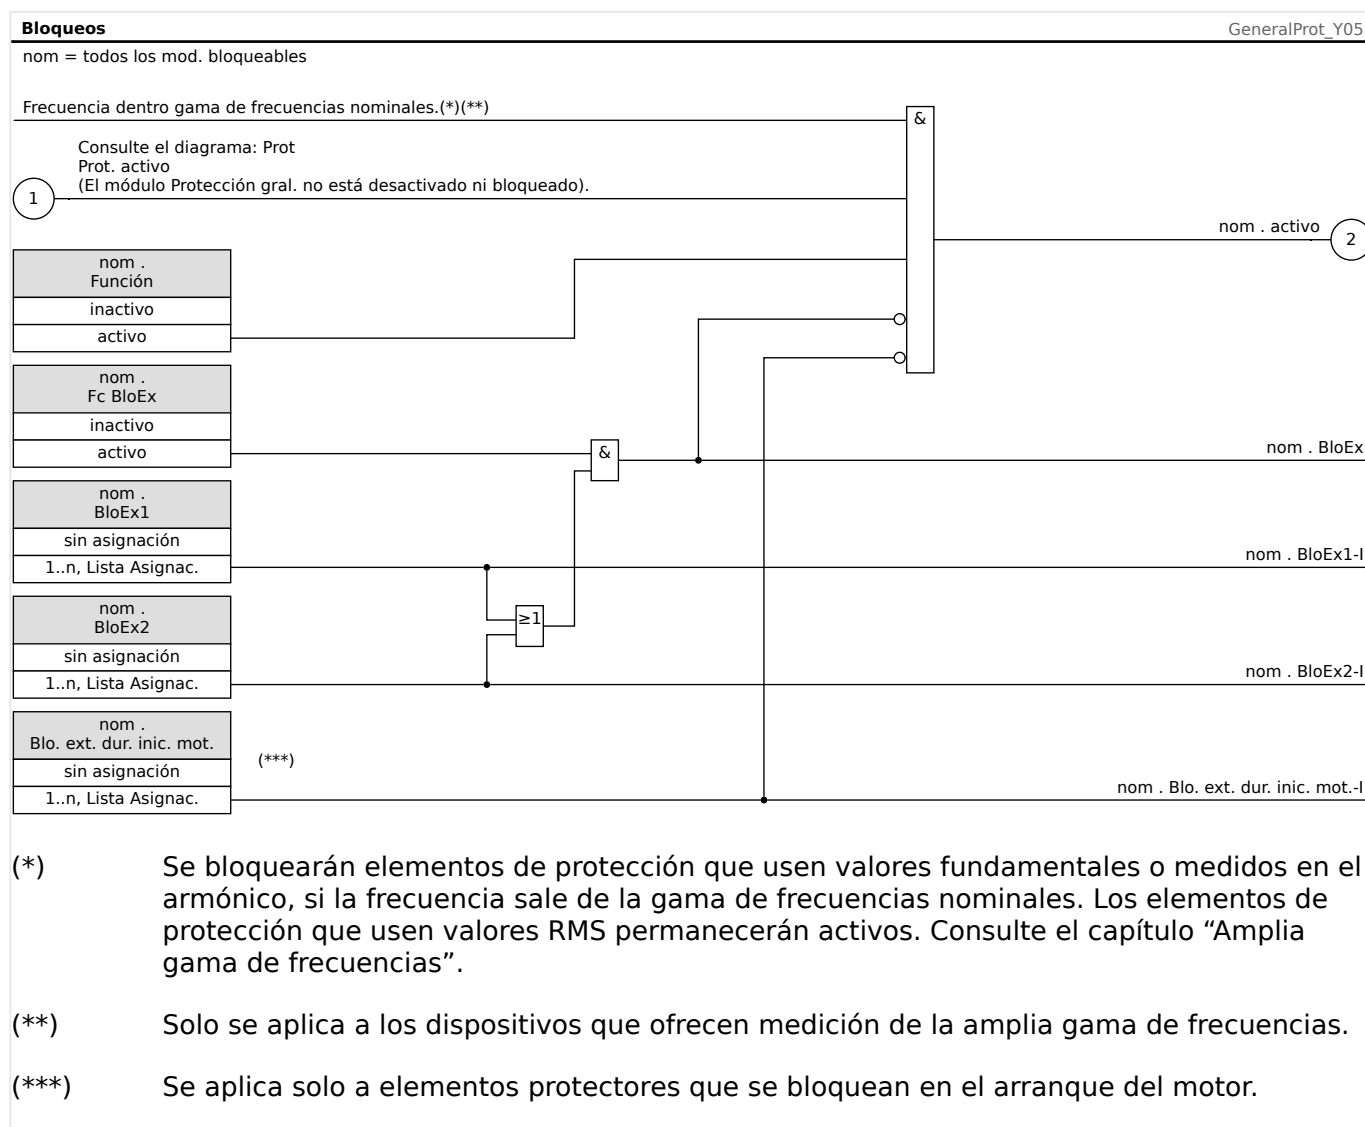 Bloqueos
GeneralProt_Y05
nom = todos los mod. bloqueables
Frecuencia dentro gama de frecuencias nominales.(*)(**)
&
Consulte el diagrama: Prot
Prot. activo
(El módulo Protección gral. no está desactivado ni bloqueado).
1
nom . activo
2
nom .
Función
inactivo
activo
nom .
Fc BloEx
inactivo
activo
&
nom . BloEx
nom .
BloEx1
sin asignación
1..n, Lista Asignac.
nom . BloEx1-I
nom .
BloEx2
≥1
sin asignación
1..n, Lista Asignac.
nom . BloEx2-I
nom .
Blo. ext. dur. inic. mot.
(***)
sin asignación
1..n, Lista Asignac.
nom . Blo. ext. dur. inic. mot.-I
(*) Se bloquearán elementos de protección que usen valores fundamentales o medidos en el
armónico, si la frecuencia sale de la gama de frecuencias nominales. Los elementos de
protección que usen valores RMS permanecerán activos. Consulte el capítulo “Amplia
gama de frecuencias”.
(**) Solo se aplica a los dispositivos que ofrecen medición de la amplia gama de frecuencias.
(***) Se aplica solo a elementos protectores que se bloquean en el arranque del motor.